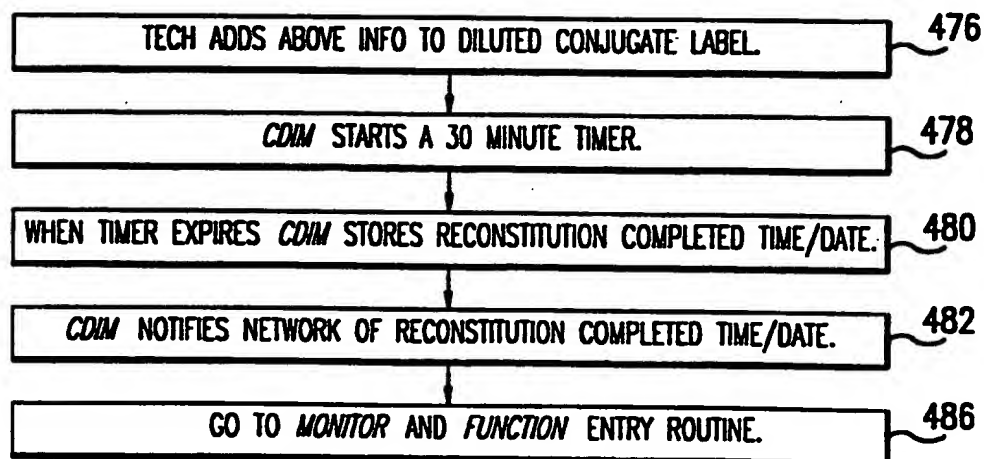 TECH ADDS ABOVE INFO TO DILUTED CONJUGATE LABEL. 476
CDIM STARTS A 30 MINUTE TIMER. 478
WHEN TIMER EXPIRES CDIM STORES RECONSTITUTION COMPLETED TIME/DATE. 480
CDIM NOTIFIES NETWORK OF RECONSTITUTION COMPLETED TIME/DATE. 482
GO TO MONITOR AND FUNCTION ENTRY ROUTINE. 486